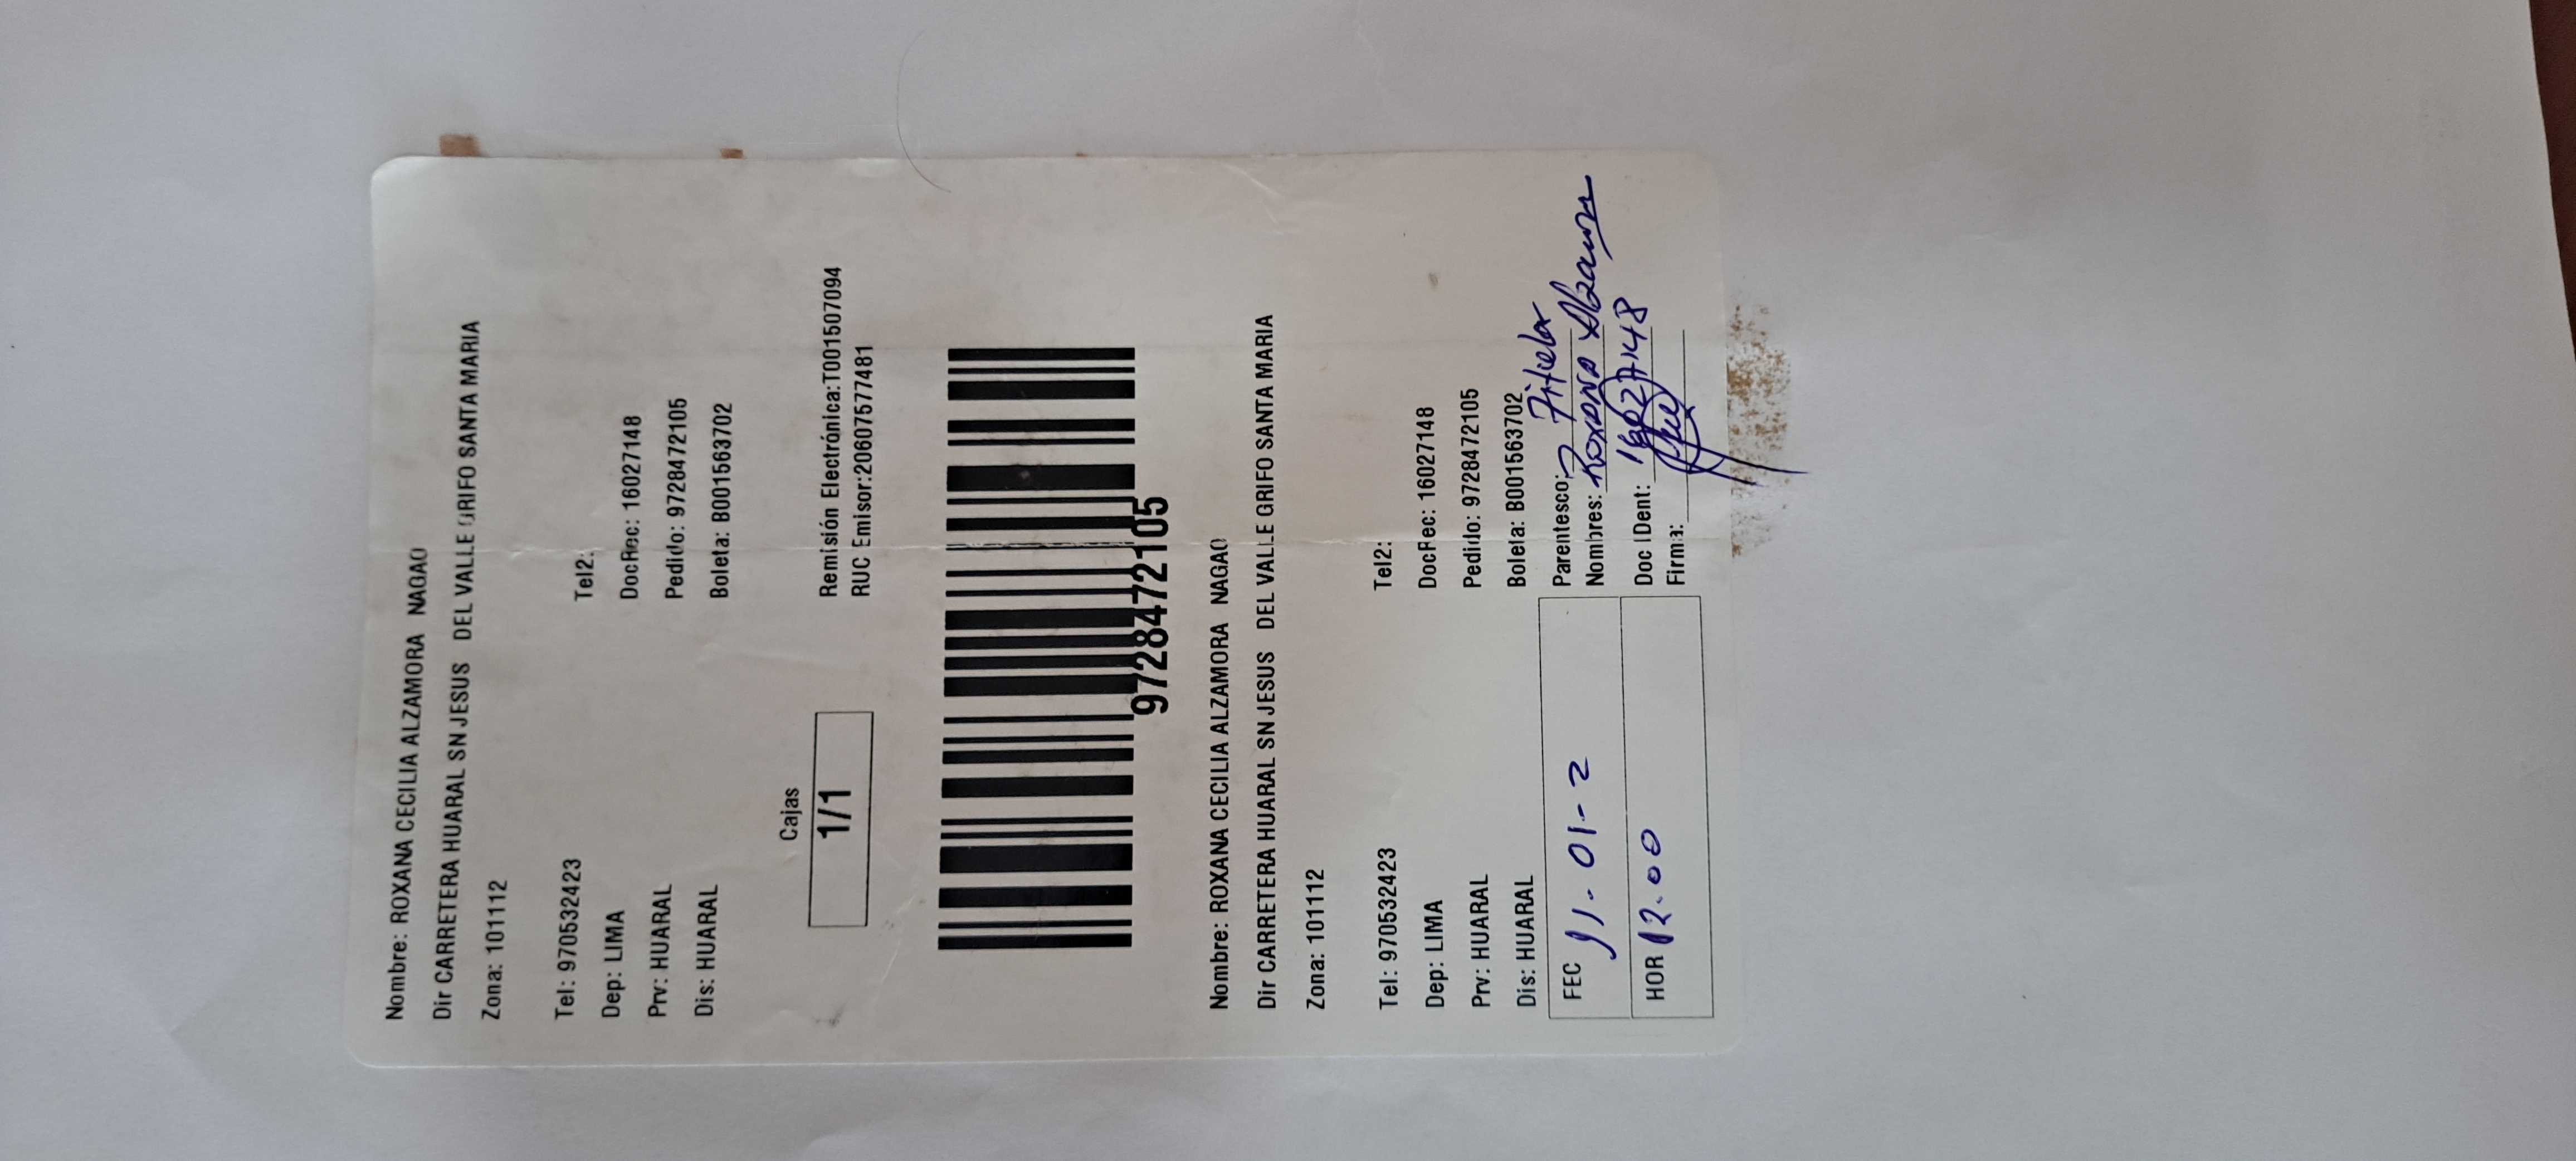 Nombre: ROXANA CECILIA ALZAMORA NAGAO
Dir CARRETERA HUARAL SN JESUS DEL VALLE GRIFO SANTA MARIA
Zona: 101112
Tel: 970532423 Tel2:
Dep: LIMA DocRec: 16027148
Prv: HUARAL Pedido: 9728472105
Dis: HUARAL Boleta: B001563702
Cajas
1/1
Remisión Electrónica:T001507094
RUC Emisor:20607577481
9728472105
Nombre: ROXANA CECILIA ALZAMORA NAGAO
Dir CARRETERA HUARAL SN JESUS DEL VALLE GRIFO SANTA MARIA
Zona: 101112
Tel: 970532423 Tel2:
Dep: LIMA DocRec: 16027148
Prv: HUARAL Pedido: 9728472105
Dis: HUARAL Boleta: B001563702
FEC 11-01-2 Parentesco: Titular
Nombres: Roxana Alzamora
HOR 12.00 Doc IDent: 16027148
Firma: